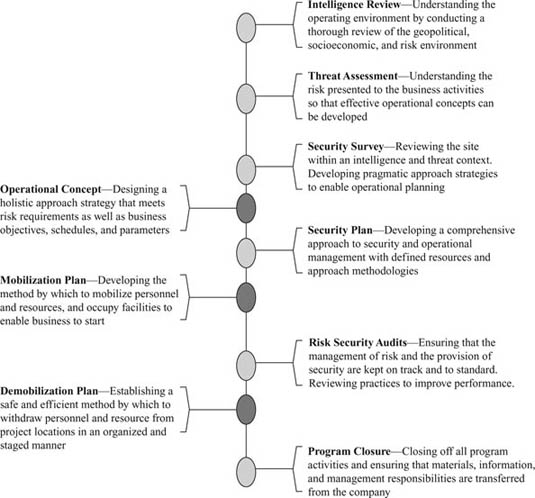 Intelligence Review—Understanding the
operating environment by conducting a
thorough review of the geopolitical,
socioeconomic, and risk environment
Threat Assessment—Understanding the
risk presented to the business activities
so that effective operational concepts can
be developed
Security Survey—Reviewing the site
within an intelligence and threat context.
Developing pragmatic approach strategies
to enable operational planning
Operational Concept—Designing a
holistic approach strategy that meets
risk requirements as well as business
objectives, schedules, and parameters
Security Plan—Developing a comprehensive
approach to security and operational
management with defined resources and
approach methodologies
Mobilization Plan—Developing the
method by which to mobilize personnel
and resources, and occupy facilities to
enable business to start
Risk Security Audits—Ensuring that the
management of risk and the provision of
security are kept on track and to standard.
Reviewing practices to improve performance.
Demobilization Plan—Establishing a
safe and efficient method by which to
withdraw personnel and resource from
project locations in an organized and
staged manner
Program Closure—Closing off all program
activities and ensuring that materials, information,
and management responsibilities are transferred
from the company